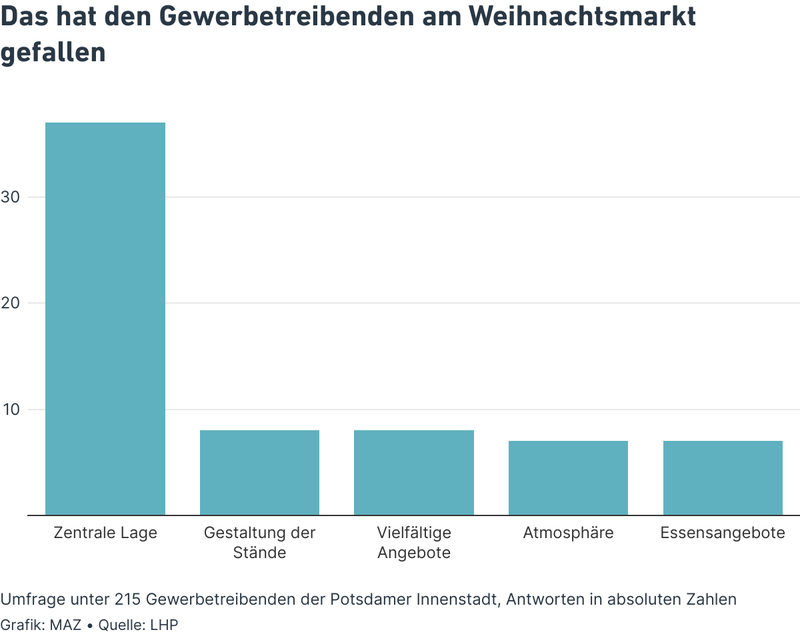 Das hat den Gewerbetreibenden am Weihnachtsmarkt
gefallen
30
20
10
Zentrale Lage
Gestaltung der
Stände
Vielfältige
Angebote
Atmosphäre
Essensangebote
Umfrage unter 215 Gewerbetreibenden der Potsdamer Innenstadt, Antworten in absoluten Zahlen
Grafik: MAZ • Quelle: LHP